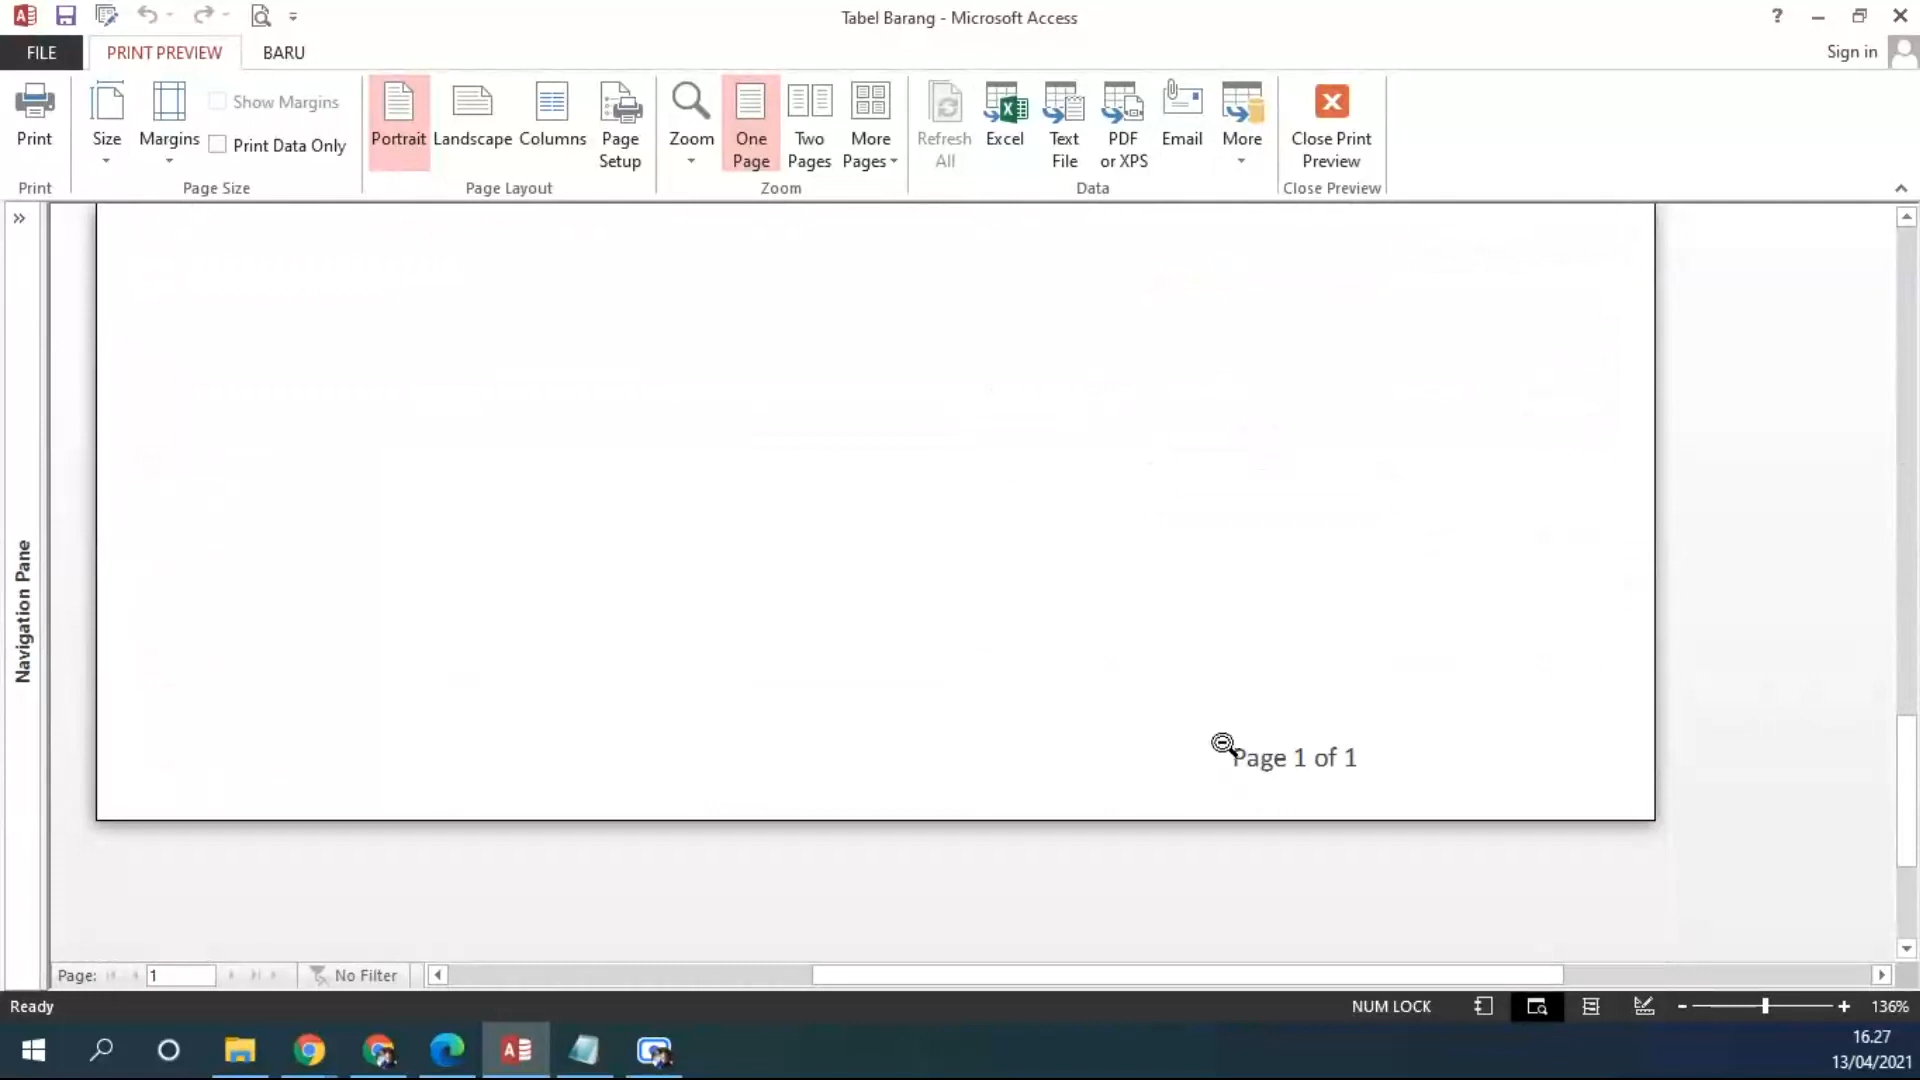 Tabel Barang - Microsoft Access
?
FILE
PRINT PREVIEW
BARU
Sign in
Print
Size
Margins
Show Margins
Print Data Only
Portrait
Landscape
Columns
Page
Setup
Zoom
One
Page
Two
Pages
More
Pages
Refresh
All
Excel
Text
File
PDF
or XPS
Email
More
Close Print
Preview
Print
Page Size
Page Layout
Zoom
Data
Close Preview
Navigation Pane
Page 1 of 1
Page:
1
No Filter
Ready
NUM LOCK
136%
16.27
13/04/2021